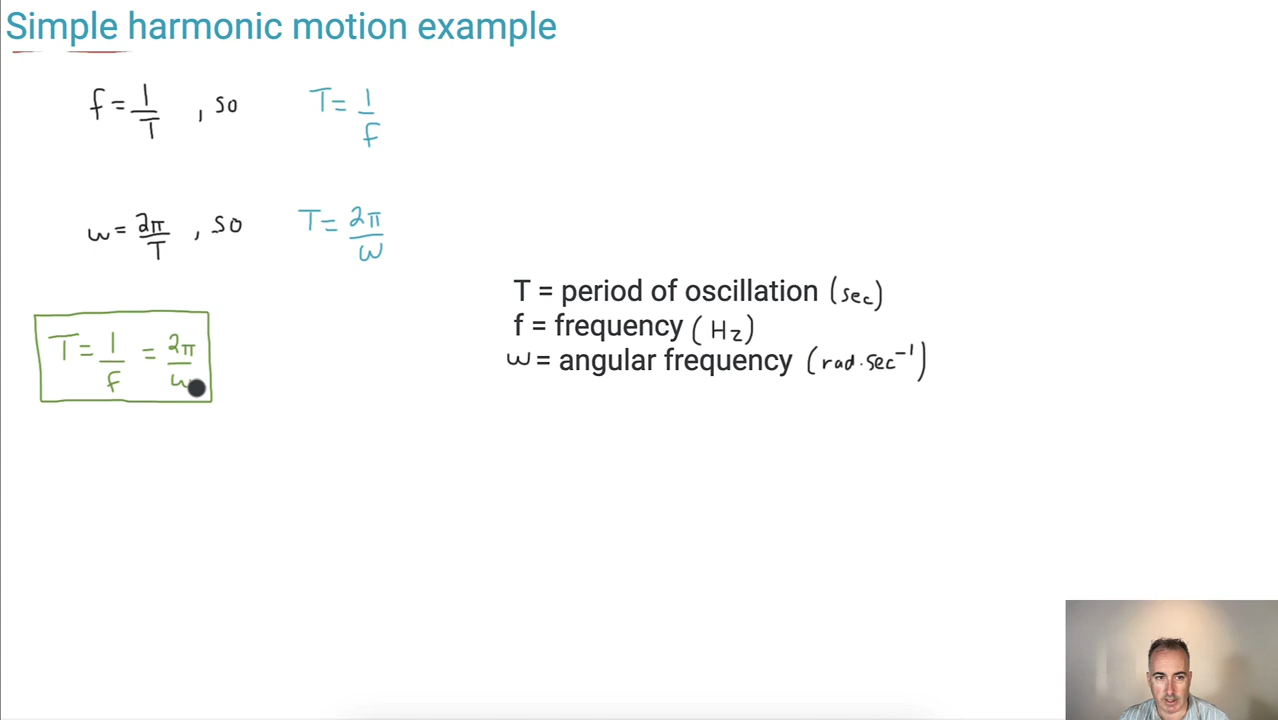 Simple harmonic motion example
f = 1/T , so T = 1/f
ω = 2π/T , so T = 2π/ω
T = period of oscillation (sec)
f = frequency (Hz)
ω = angular frequency (rad.sec⁻¹)
T = 1/f = 2π/ω